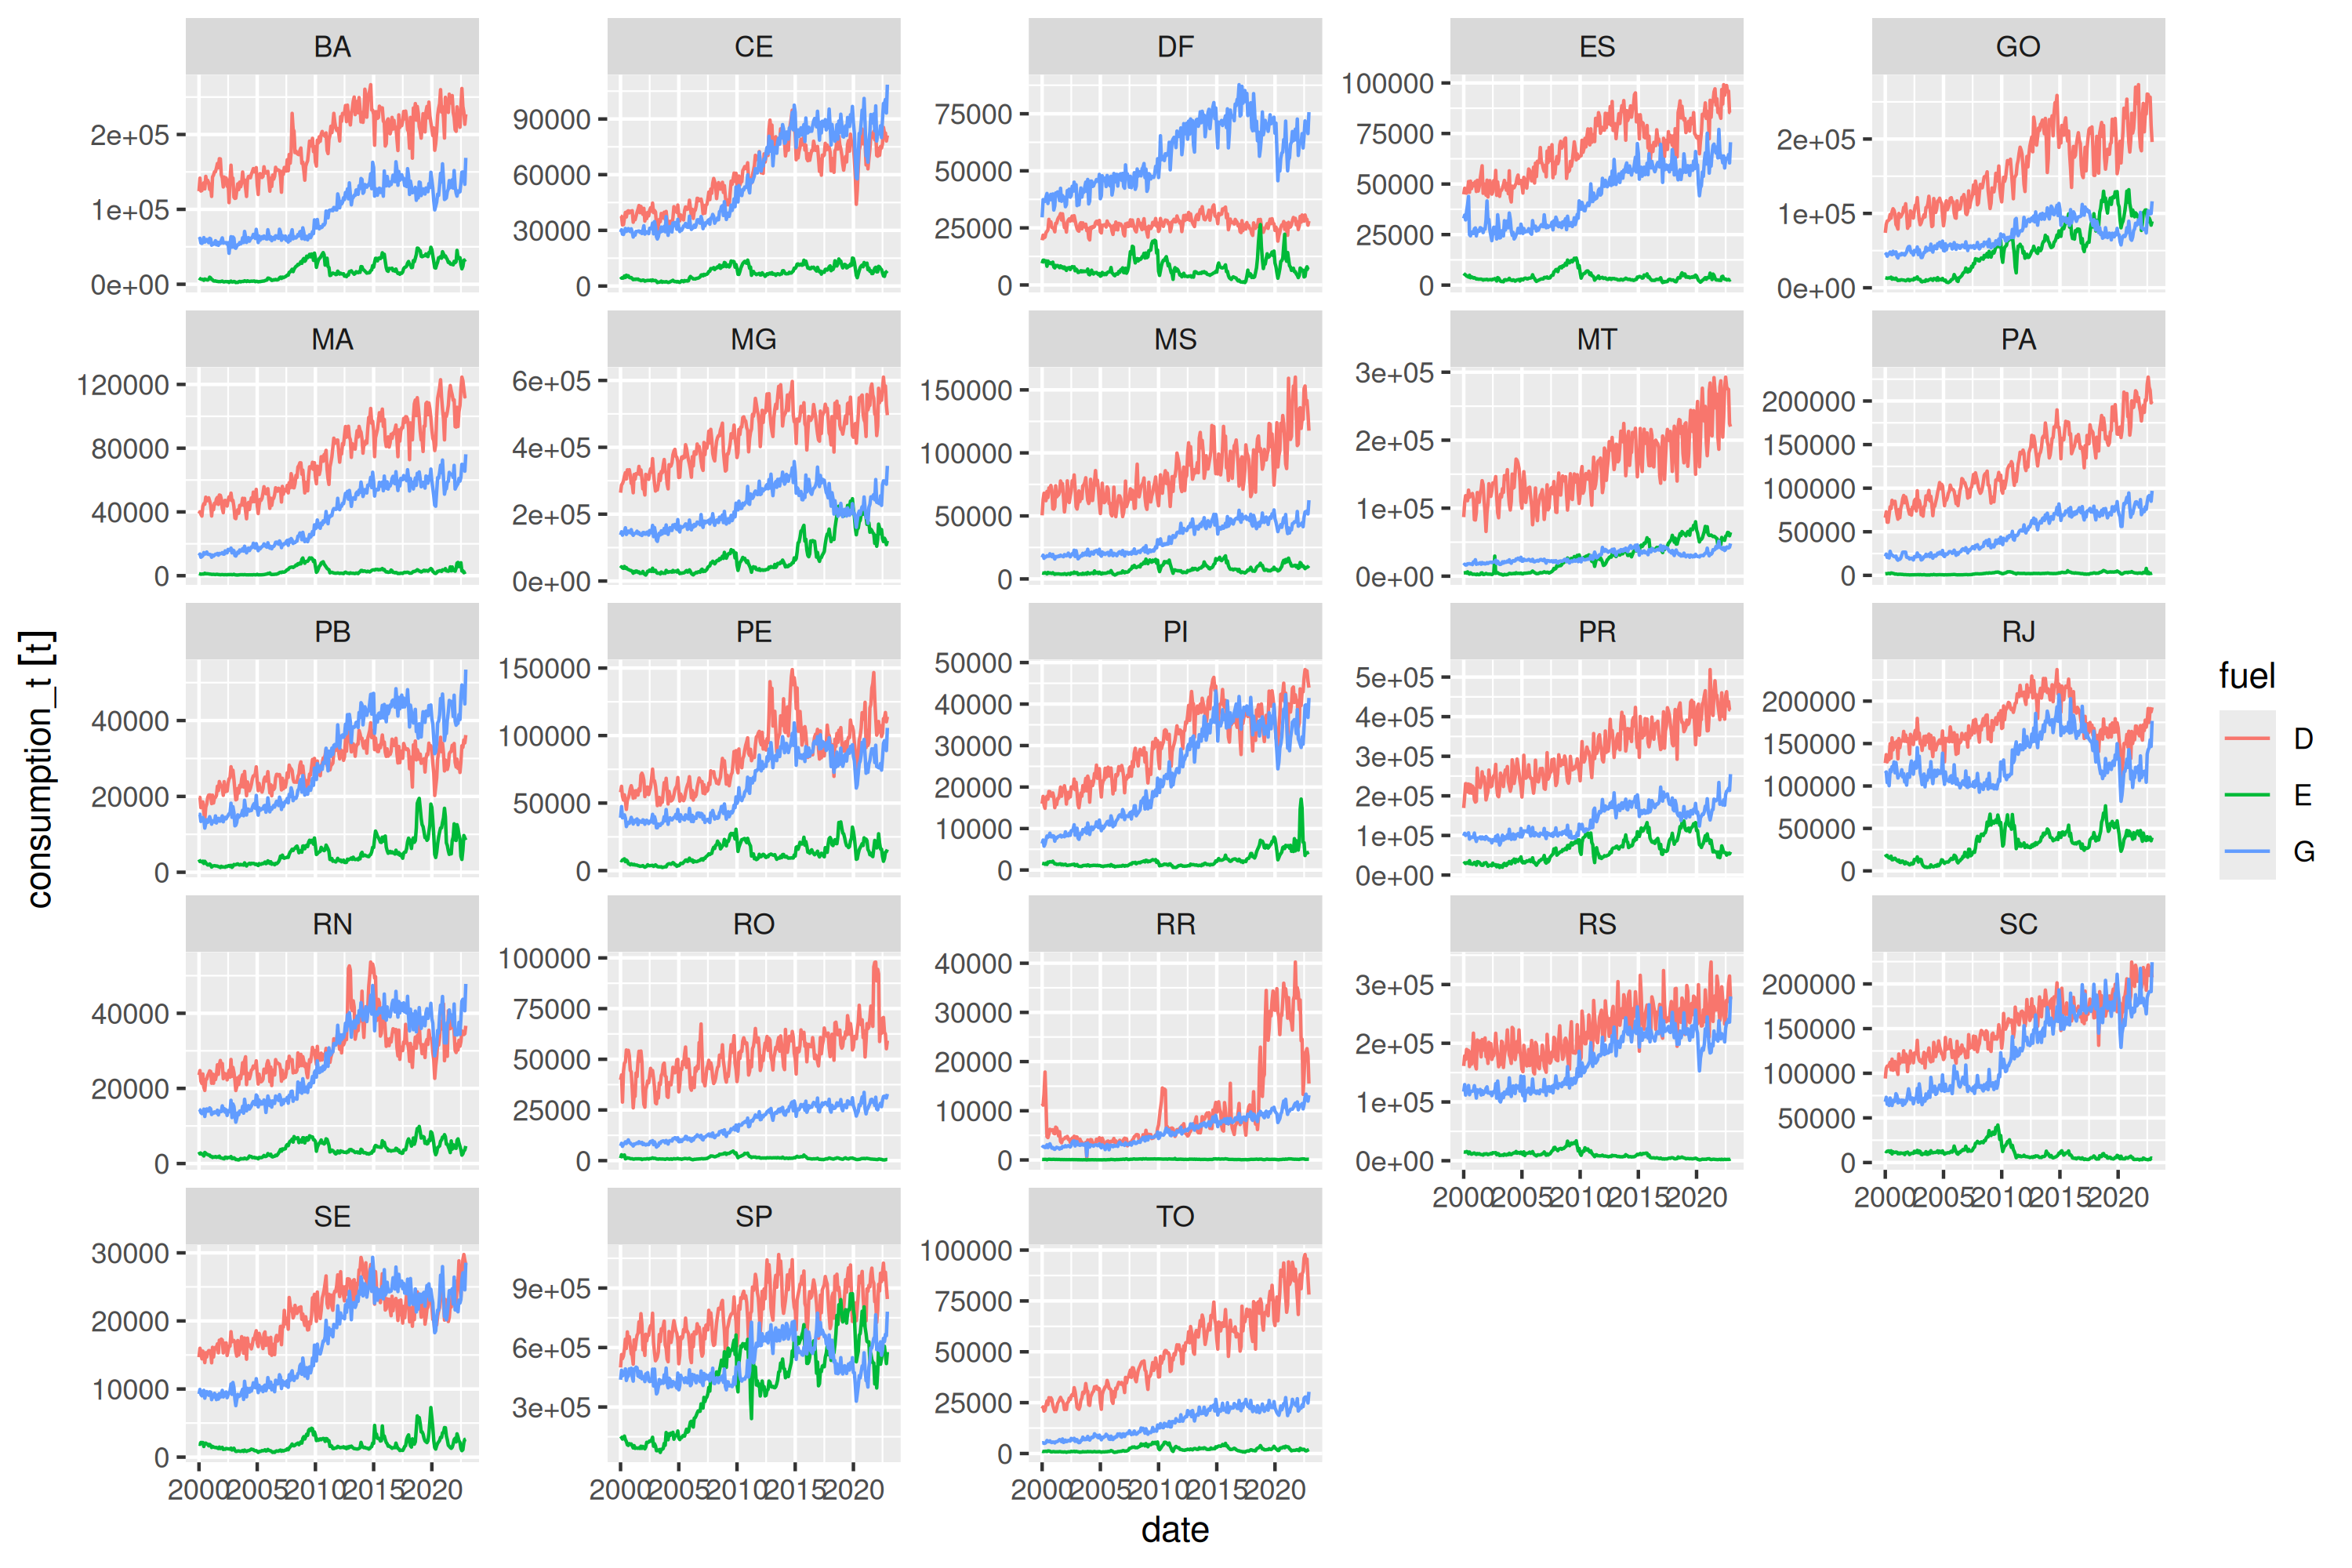 BA CE DF ES GO
2e+05 1e+05 0e+00
90000 60000 30000 0
75000 50000 25000 0
100000 75000 50000 25000 0
2e+05 1e+05 0e+00
MA MG MS MT PA
120000 80000 40000 0
6e+05 4e+05 2e+05 0e+00
150000 100000 50000 0
3e+05 2e+05 1e+05 0e+00
200000 150000 100000 50000 0
consumption_t [t]
PB PE PI PR RJ
40000 20000 0
150000 100000 50000 0
50000 40000 30000 20000 10000 0
5e+05 4e+05 3e+05 2e+05 1e+05 0e+00
200000 150000 100000 50000 0
fuel
D
E
G
RN RO RR RS SC
40000 20000 0
100000 75000 50000 25000 0
40000 30000 20000 10000 0
3e+05 2e+05 1e+05 0e+00
200000 150000 100000 50000 0
2000 2005 2010 2015 2020
2000 2005 2010 2015 2020
SE SP TO
30000 20000 10000 0
9e+05 6e+05 3e+05
100000 75000 50000 25000 0
2000 2005 2010 2015 2020
2000 2005 2010 2015 2020
2000 2005 2010 2015 2020
date